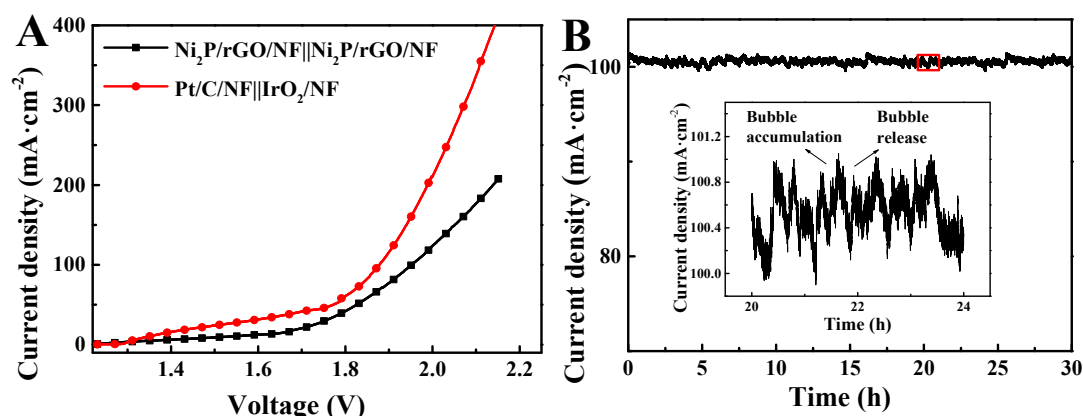 A
Current density (mA·cm⁻²)
400
300
200
100
0
Ni₂P/rGO/NF||Ni₂P/rGO/NF
Pt/C/NF||IrO₂/NF
1.4
1.6
1.8
2.0
2.2
Voltage (V)
B
Current density (mA·cm⁻²)
100
80
0
5
10
15
20
25
30
Time (h)
Current density (mA·cm⁻²)
101.2
100.8
100.4
100.0
Bubble
accumulation
Bubble
release
20
22
24
Time (h)